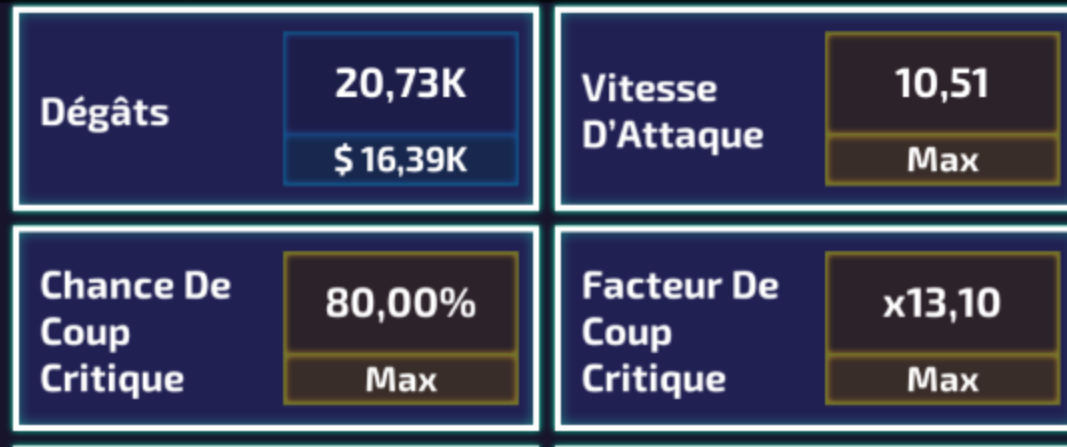 Dégâts
20,73K
$ 16,39K
Vitesse
D'Attaque
10,51
Max
Chance De
Coup
Critique
80,00%
Max
Facteur De
Coup
Critique
x13,10
Max